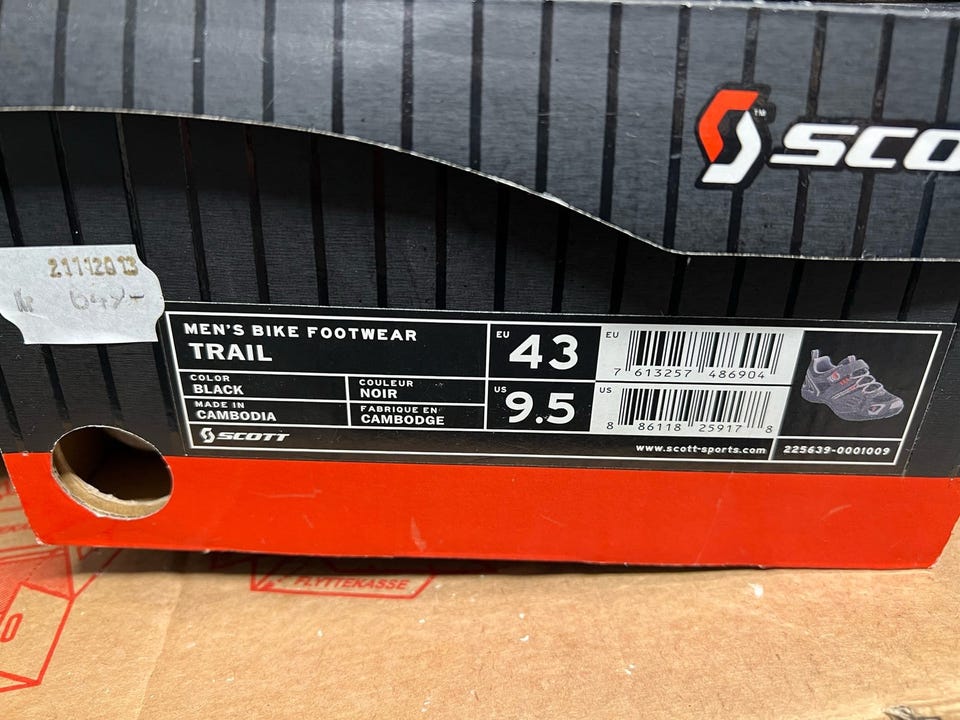 SCO
TM
21112013
kr 649,-
MEN'S BIKE FOOTWEAR
TRAIL
COLOR
BLACK
COULEUR
NOIR
MADE IN
CAMBODIA
FABRIQUE EN
CAMBODGE
SCOTT
EU
43
US
9.5
EU
7 613257 486904
US
8 86118 25917 8
www.scott-sports.com
225639-0001009
FLYTTEKASSE